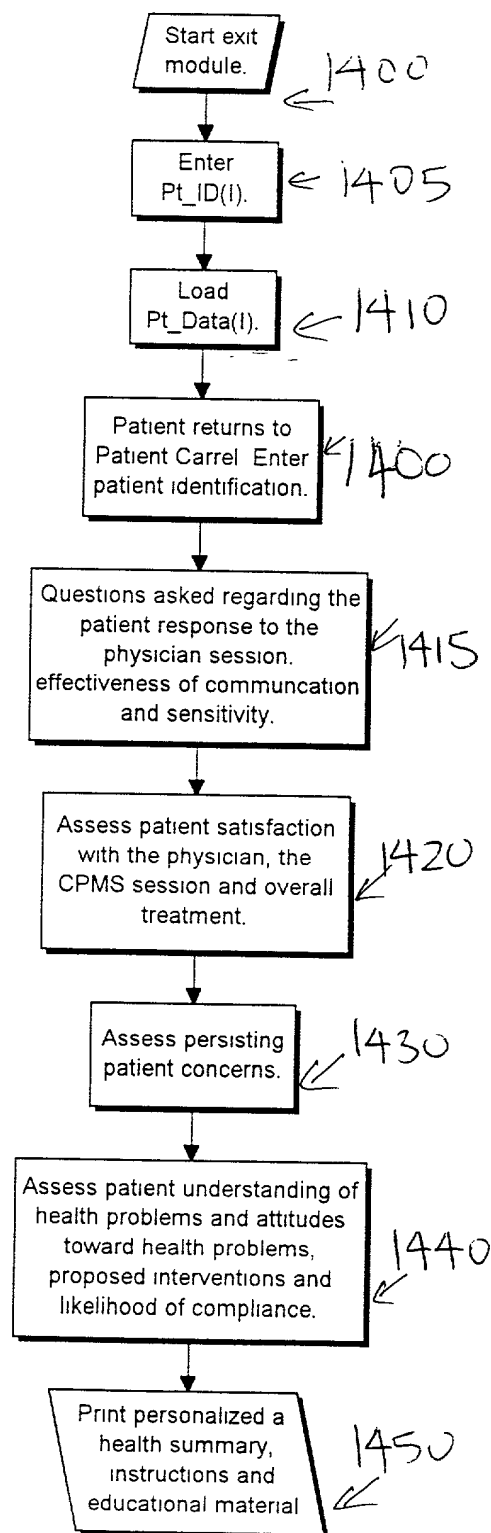 Start exit
module.
1400
Enter
Pt_ID(I).
1405
Load
Pt_Data(I).
1410
Patient returns to
Patient Carrel Enter
patient identification.
1400
Questions asked regarding the
patient response to the
physician session.
effectiveness of communcation
and sensitivity.
1415
Assess patient satisfaction
with the physician, the
CPMS session and overall
treatment.
1420
Assess persisting
patient concerns.
1430
Assess patient understanding of
health problems and attitudes
toward health problems,
proposed interventions and
likelihood of compliance.
1440
Print personalized a
health summary,
instructions and
educational material
1450